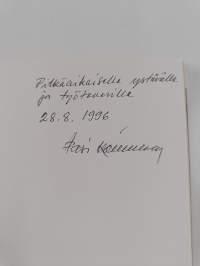 Pitkäaikaiselle ystävälle
ja työtoverille
28.8. 1996